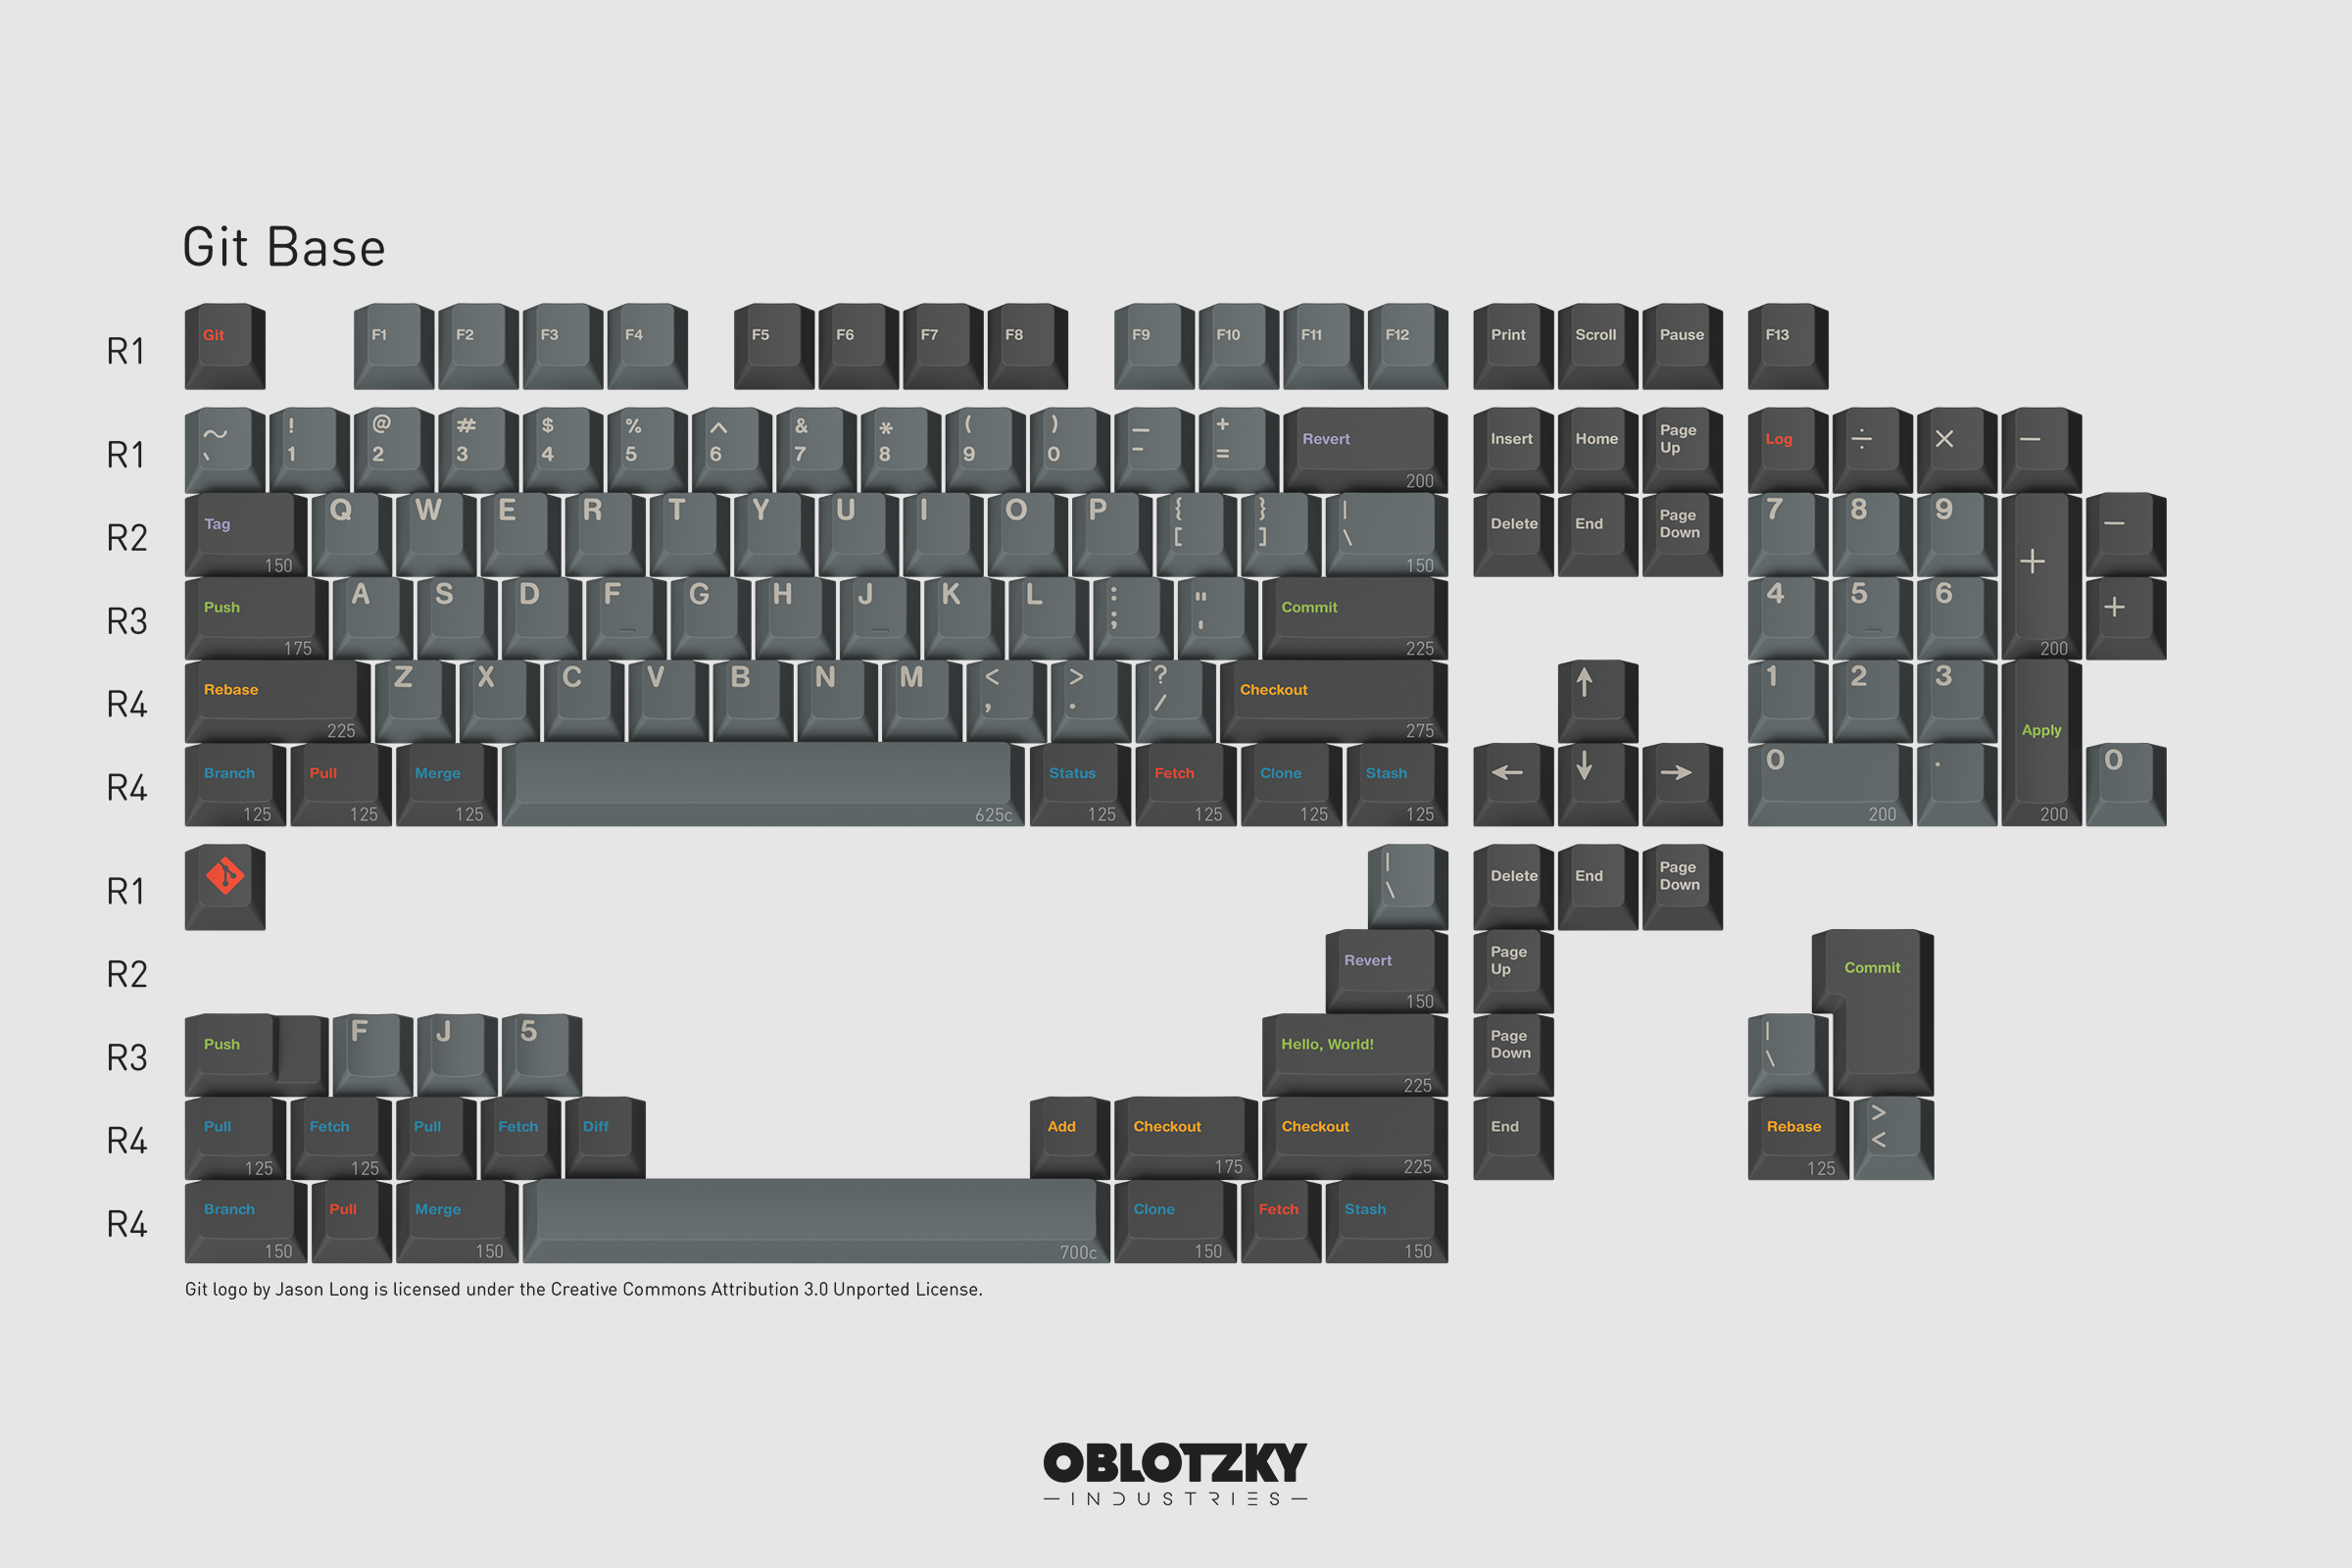 Git Base
R1 Git F1 F2 F3 F4 F5 F6 F7 F8 F9 F10 F11 F12 Print Scroll Pause F13
R1 ~ ` ! 1 @ 2 # 3 $ 4 % 5 ^ 6 & 7 * 8 ( 9 ) 0 — - + = Revert 200 Insert Home Page Up Log ÷ × −
R2 Tag 150 Q W E R T Y U I O P { [ } ] | \ 150 Delete End Page Down 7 8 9 + 200 −
R3 Push 175 A S D F _ G H J _ K L : ; " ' Commit 225 4 5 _ 6 +
R4 Rebase 225 Z X C V B N M < , > . ? / Checkout 275 ↑ 1 2 3 Apply 200
R4 Branch 125 Pull 125 Merge 125 625c Status 125 Fetch 125 Clone 125 Stash 125 ← ↓ → 0 200 . 0
R1 | \ Delete End Page Down
R2 Revert 150 Page Up Commit
R3 Push F J 5 Hello, World! 225 Page Down | \
R4 Pull 125 Fetch 125 Pull Fetch Diff Add Checkout 175 Checkout 225 End Rebase 125 > <
R4 Branch 150 Pull Merge 150 700c Clone 150 Fetch Stash 150
Git logo by Jason Long is licensed under the Creative Commons Attribution 3.0 Unported License.
OBLOTZKY
— INDUSTRIES —